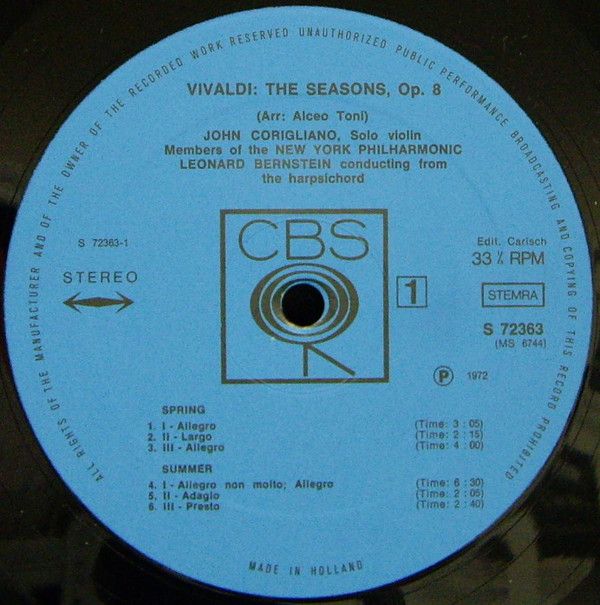 ALL RIGHTS OF THE MANUFACTURER AND OF THE OWNER OF THE RECORDED WORK RESERVED UNAUTHORIZED PUBLIC PERFORMANCE BROADCASTING AND COPYING OF THIS RECORD PROHIBITED
VIVALDI: THE SEASONS, Op. 8
(Arr: Alceo Toni)
JOHN CORIGLIANO, Solo violin
Members of the NEW YORK PHILHARMONIC
LEONARD BERNSTEIN conducting from
the harpsichord
CBS
S 72363-1
STEREO
1
Edit. Carisch
33⅓ RPM
STEMRA
S 72363
(MS 6744)
Ⓟ 1972
SPRING
1. I - Allegro (Time: 3 : 05)
2. II - Largo (Time: 2 : 15)
3. III - Allegro (Time: 4 : 00)
SUMMER
4. I - Allegro non molto; Allegro (Time: 6 : 30)
5. II - Adagio (Time: 2 : 05)
6. III - Presto (Time: 2 : 40)
MADE IN HOLLAND